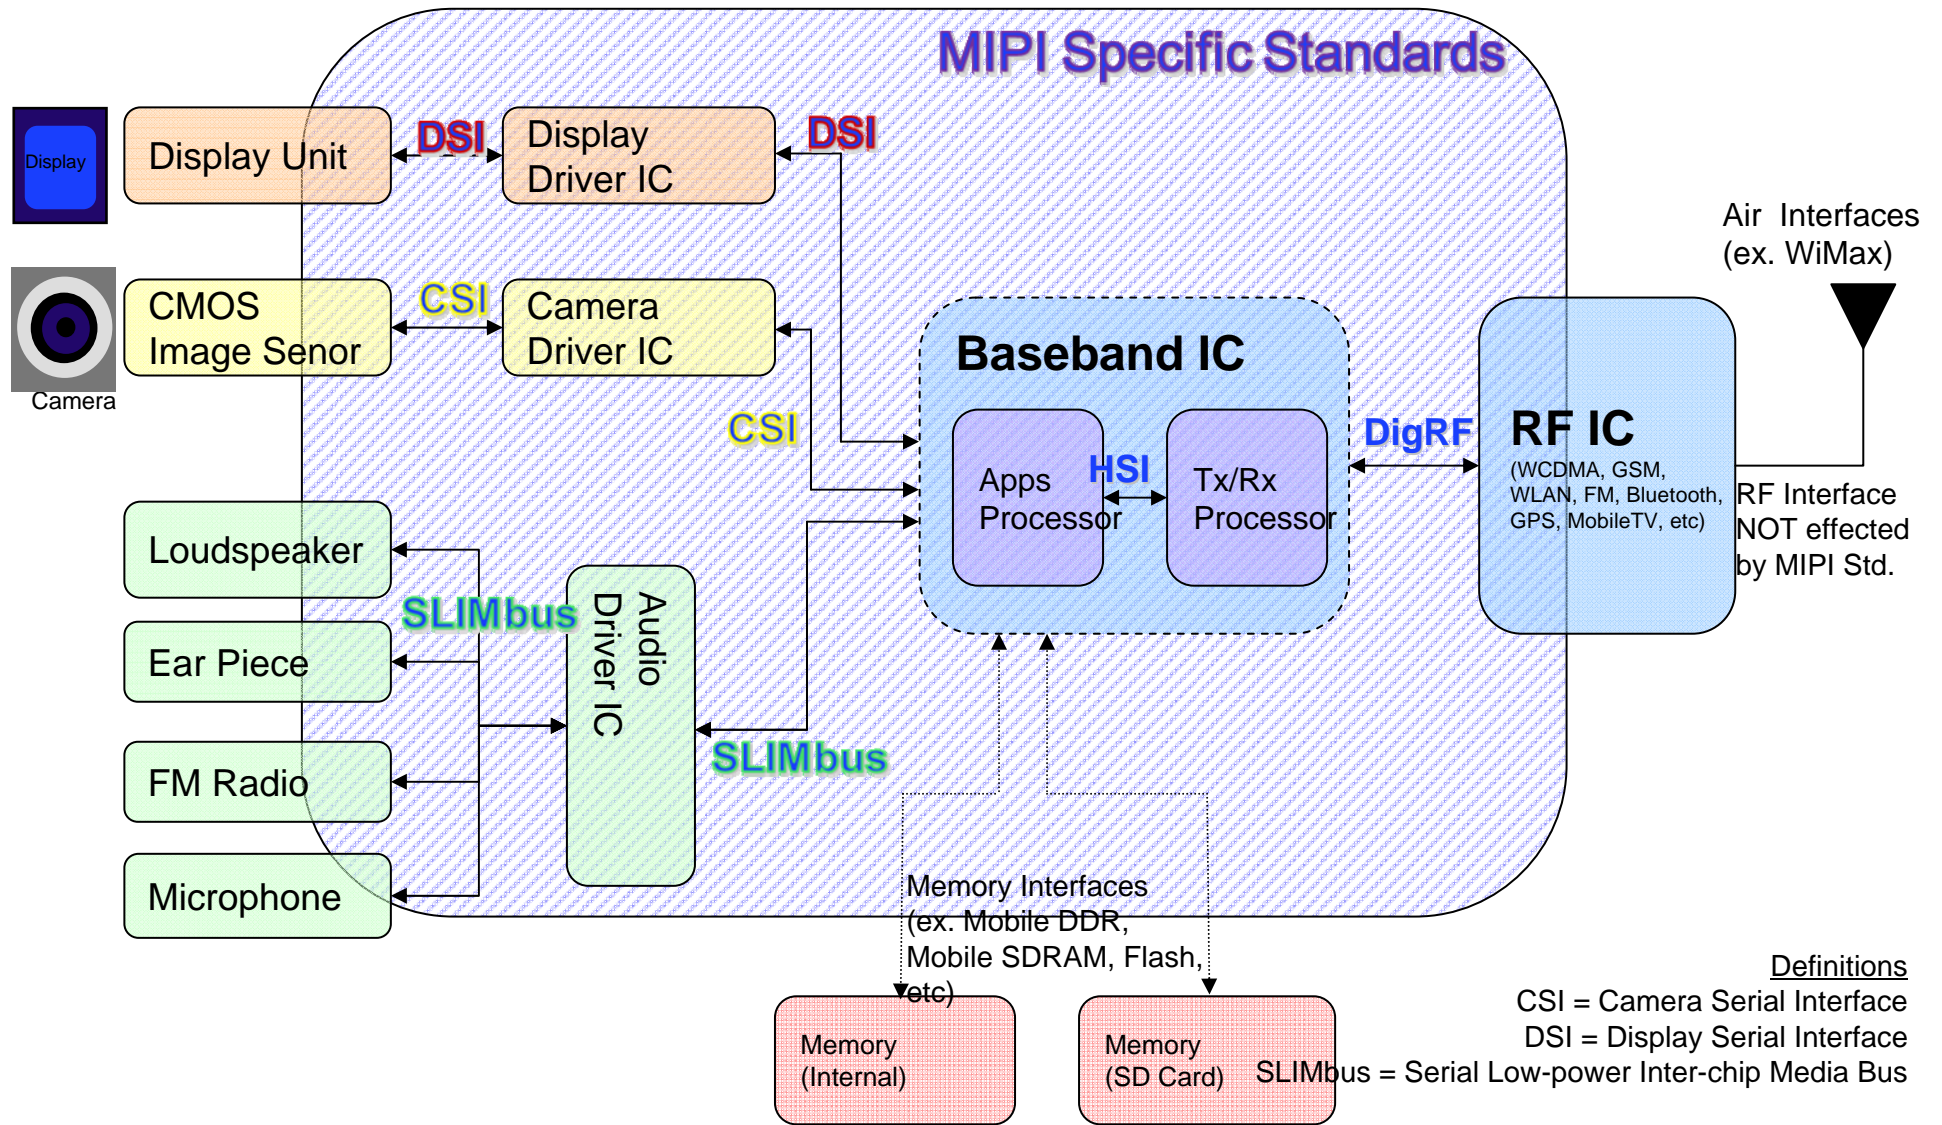 MIPI Specific Standards
Display
Display Unit
DSI
Display
Driver IC
DSI
Camera
CMOS
Image Senor
CSI
Camera
Driver IC
CSI
Loudspeaker
Ear Piece
FM Radio
Microphone
SLIMbus
Audio
Driver IC
SLIMbus
Baseband IC
Apps
Processor
HSI
Tx/Rx
Processor
DigRF
RF IC
(WCDMA, GSM,
WLAN, FM, Bluetooth,
GPS, MobileTV, etc)
Air Interfaces
(ex. WiMax)
RF Interface
NOT effected
by MIPI Std.
Memory Interfaces
(ex. Mobile DDR,
Mobile SDRAM, Flash,
etc)
Memory
(Internal)
Memory
(SD Card)
Definitions
CSI = Camera Serial Interface
DSI = Display Serial Interface
SLIMbus = Serial Low-power Inter-chip Media Bus